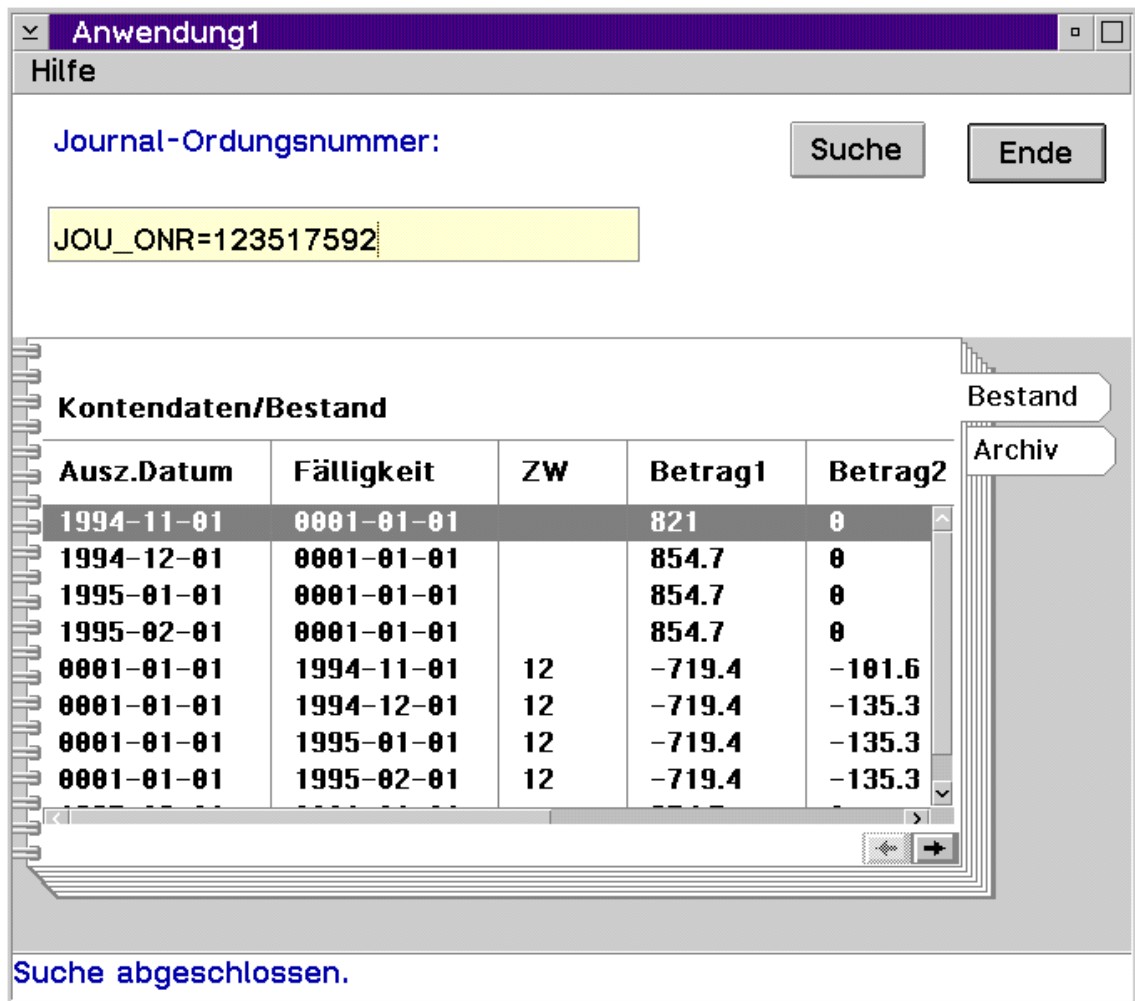 Anwendung1
Hilfe
Journal-Ordungsnummer:
Suche
Ende
JOU_ONR=123517592
Kontendaten/Bestand
Bestand
Archiv
Ausz.Datum Fälligkeit ZW Betrag1 Betrag2
1994-11-01 0001-01-01 821 0
1994-12-01 0001-01-01 854.7 0
1995-01-01 0001-01-01 854.7 0
1995-02-01 0001-01-01 854.7 0
0001-01-01 1994-11-01 12 -719.4 -101.6
0001-01-01 1994-12-01 12 -719.4 -135.3
0001-01-01 1995-01-01 12 -719.4 -135.3
0001-01-01 1995-02-01 12 -719.4 -135.3
Suche abgeschlossen.